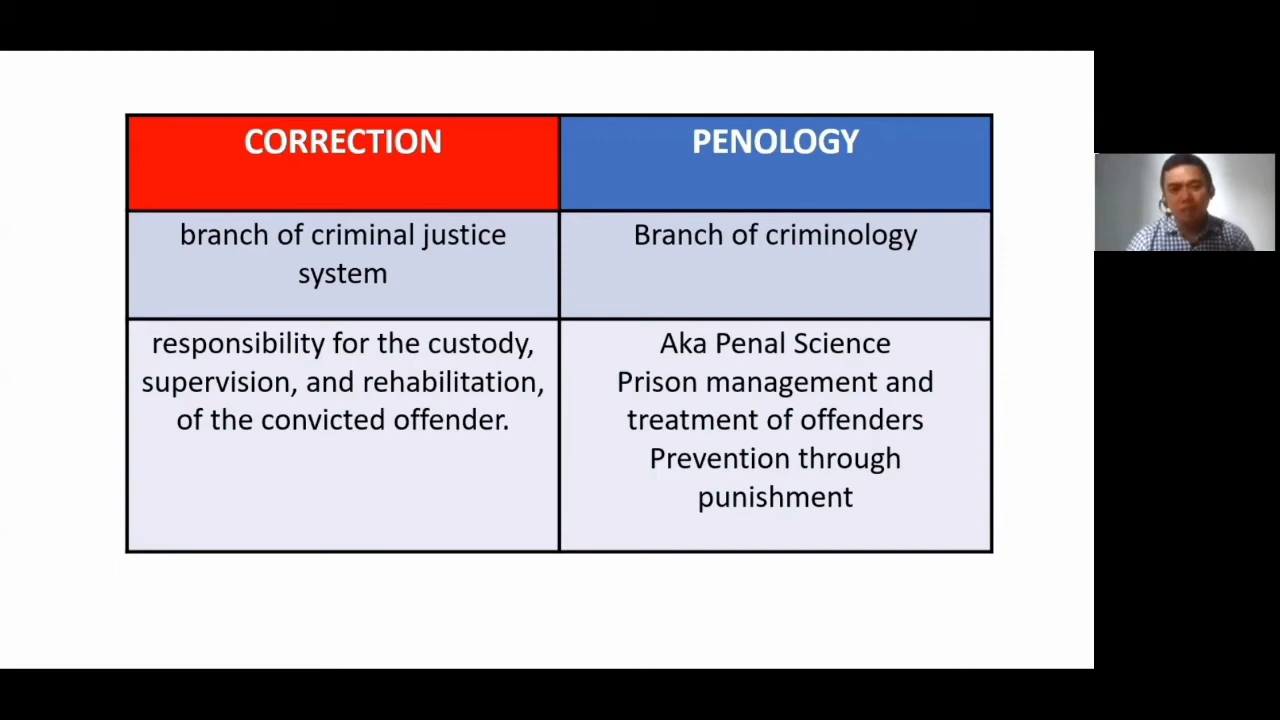 CORRECTION
PENOLOGY
branch of criminal justice
system
Branch of criminology
responsibility for the custody,
supervision, and rehabilitation,
of the convicted offender.
Aka Penal Science
Prison management and
treatment of offenders
Prevention through
punishment